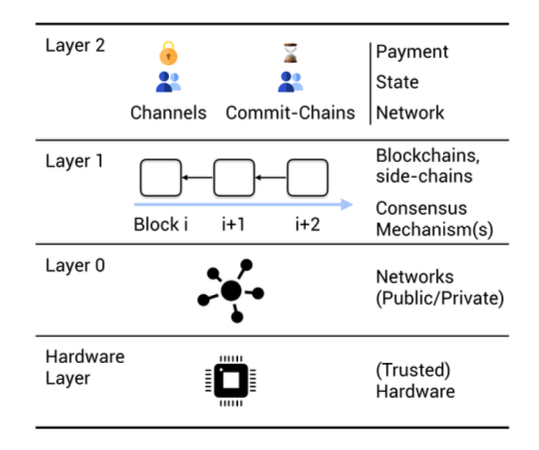 Layer 2
Channels
Commit-Chains
Payment
State
Network
Layer 1
Block i
i+1
i+2
Blockchains,
side-chains
Consensus
Mechanism(s)
Layer 0
Networks
(Public/Private)
Hardware
Layer
(Trusted)
Hardware